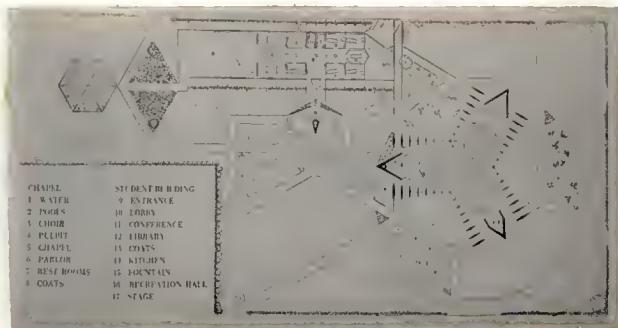 CHAPEL
1 WATER
2 POOLS
3 CHOIR
4 PULPIT
5 CHAPEL
6 PARLOR
7 REST ROOMS
8 COATS
STUDENT BUILDING
9 ENTRANCE
10 LOBBY
11 CONFERENCE
12 LIBRARY
13 COATS
14 KITCHEN
15 FOUNTAIN
16 RECREATION HALL
17 STAGE